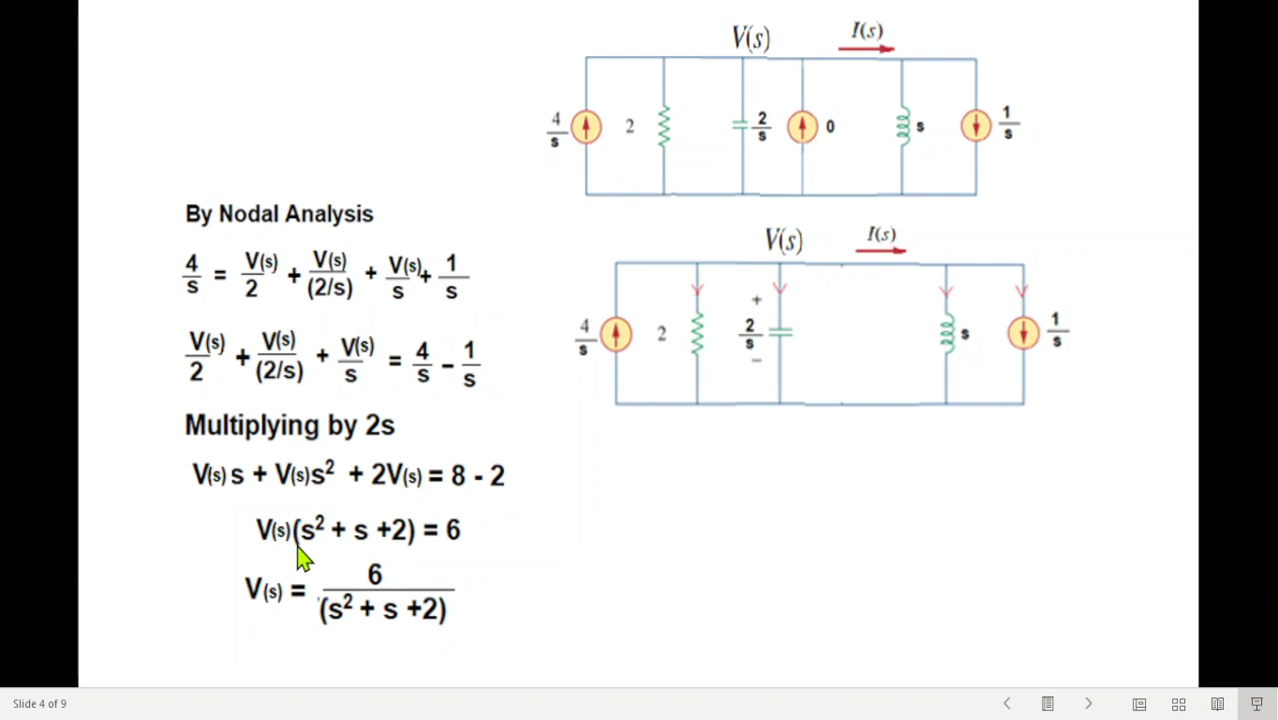 V(s) I(s)
4/s 2 2/s 0 s 1/s
By Nodal Analysis
4/s = V(s)/2 + V(s)/(2/s) + V(s)/s + 1/s
V(s) I(s)
4/s 2 + 2/s − s 1/s
V(s)/2 + V(s)/(2/s) + V(s)/s = 4/s - 1/s
Multiplying by 2s
V(s)s + V(s)s² + 2V(s) = 8 - 2
V(s)(s² + s +2) = 6
V(s) = 6/(s² + s +2)
Slide 4 of 9